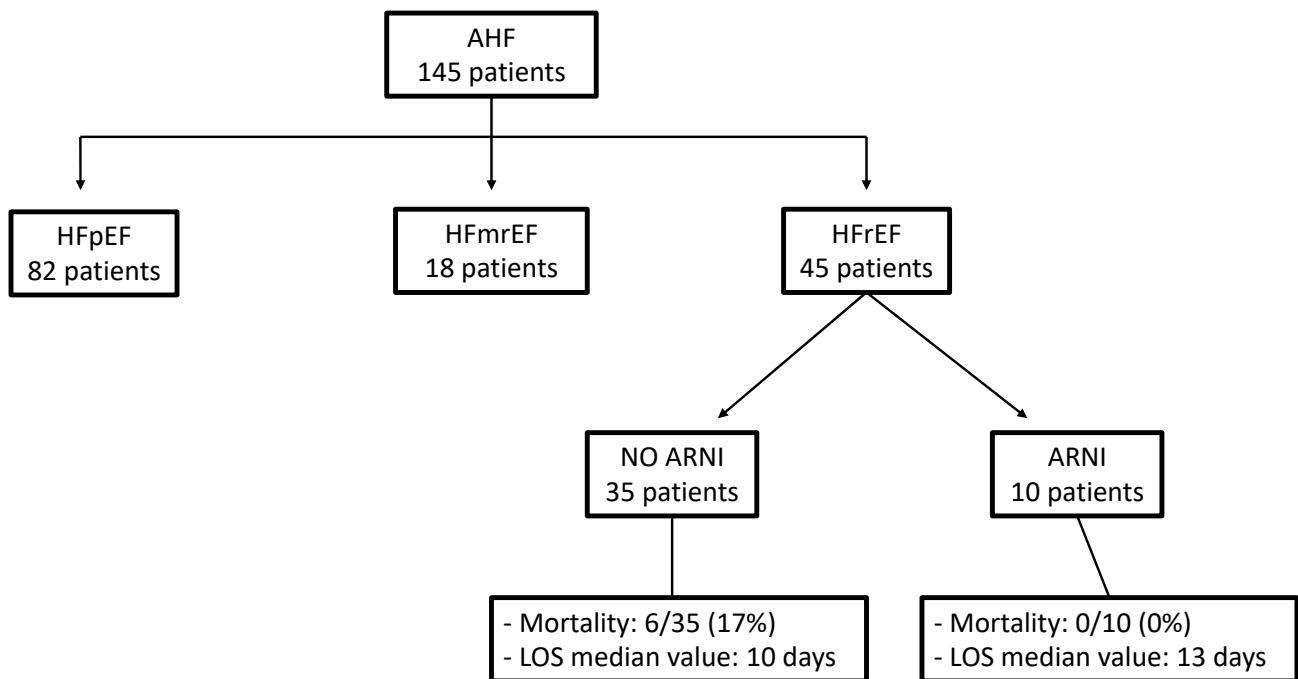 AHF
145 patients
HFpEF
82 patients
HFmrEF
18 patients
HFrEF
45 patients
NO ARNI
35 patients
ARNI
10 patients
- Mortality: 6/35 (17%)
- LOS median value: 10 days
- Mortality: 0/10 (0%)
- LOS median value: 13 days